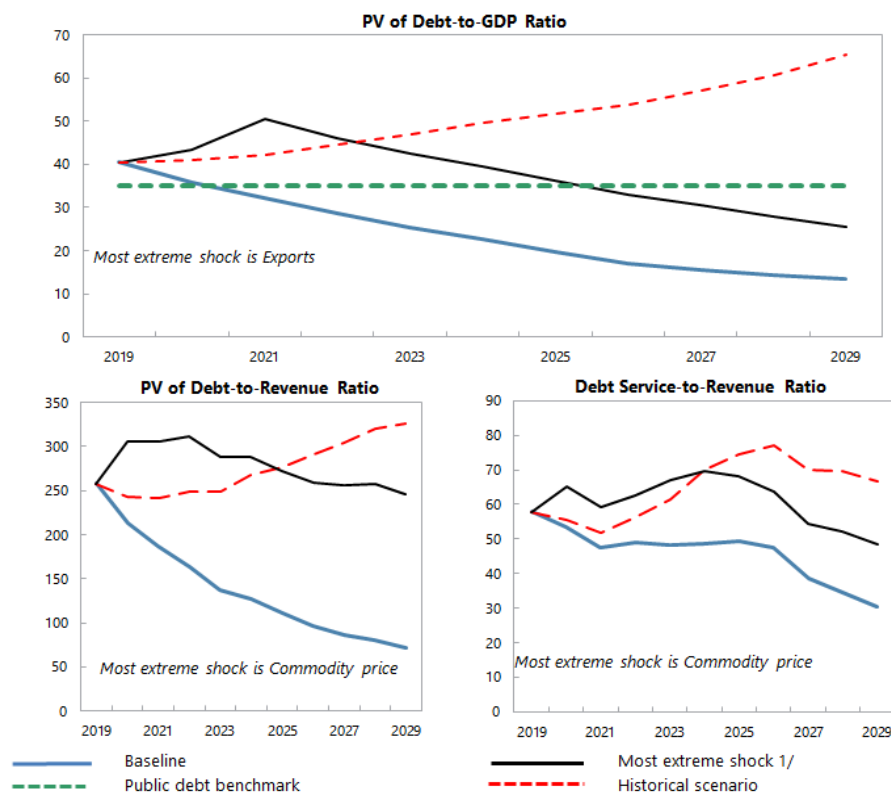 PV of Debt-to-GDP Ratio
70
60
50
40
30
20
10
0
Most extreme shock is Exports
2019 2021 2023 2025 2027 2029
PV of Debt-to-Revenue Ratio
350
300
250
200
150
100
50
0
Most extreme shock is Commodity price
2019 2021 2023 2025 2027 2029
Debt Service-to-Revenue Ratio
90
80
70
60
50
40
30
20
10
0
Most extreme shock is Commodity price
2019 2021 2023 2025 2027 2029
Baseline
Most extreme shock 1/
Public debt benchmark
Historical scenario